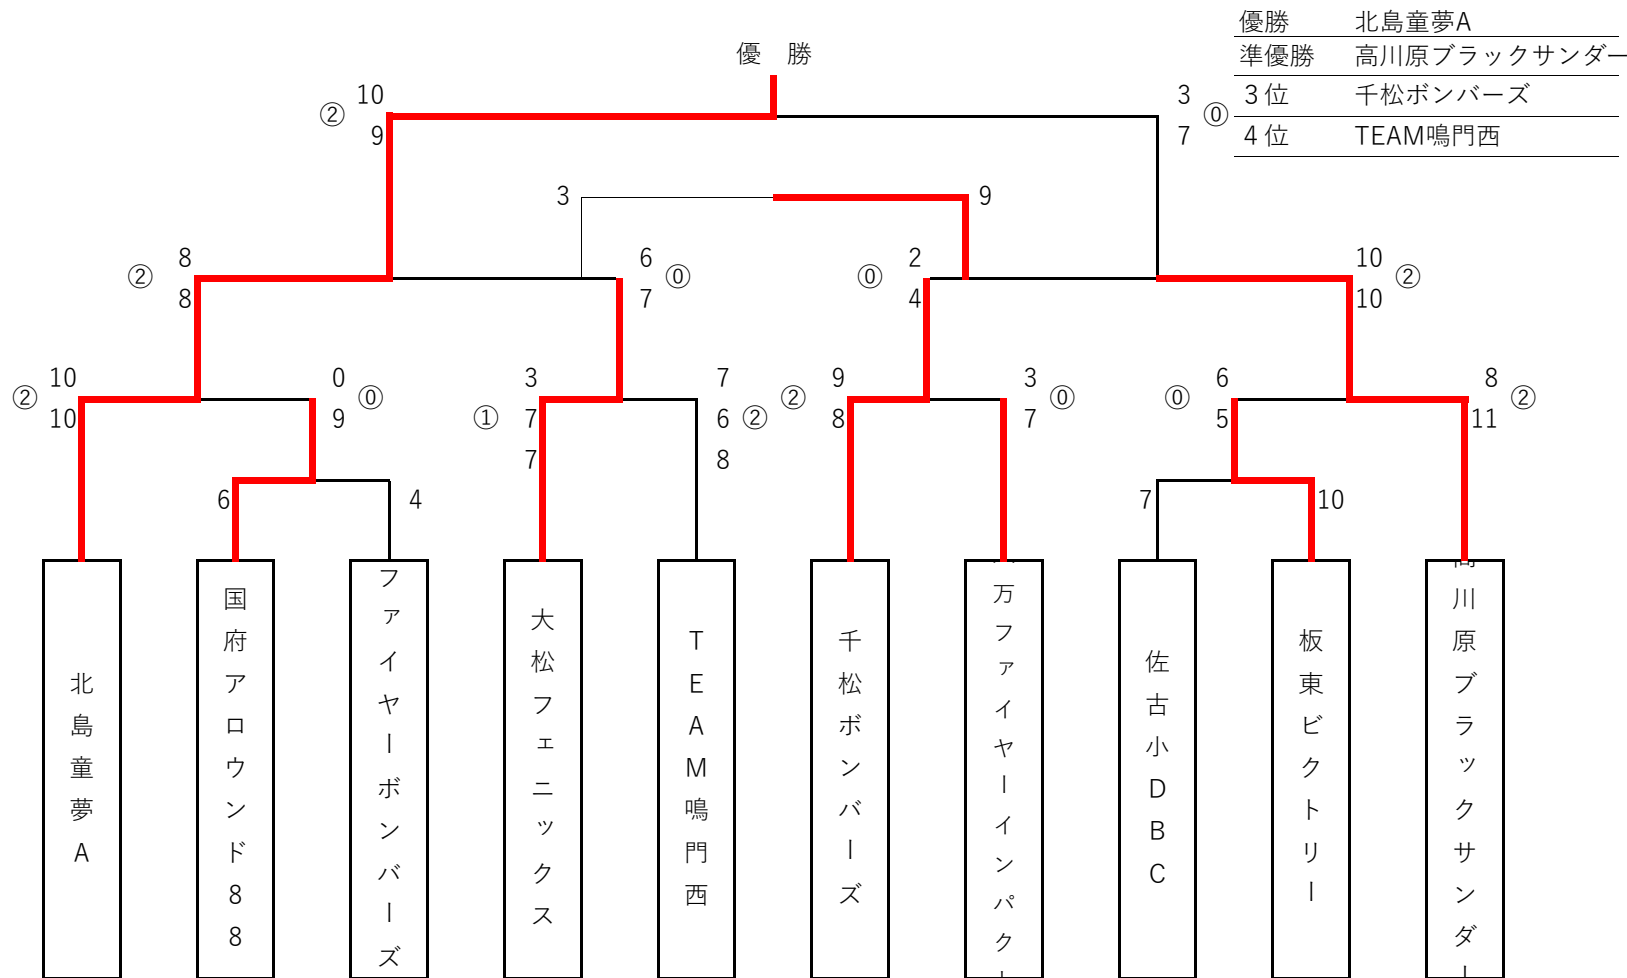 優勝 北島童夢A
準優勝 高川原ブラックサンダー
３位 千松ボンバーズ
４位 TEAM鳴門西
優 勝
10 3
② ⓪
9 7
3 9
8 6 2 10
② ⓪ ⓪ ②
8 7 4 10
10 0 3 7 9 3 6 8
② ⓪ ② ⓪ ⓪ ②
10 9 ① 7 6 ② 8 7 5 11
7 8
6 4 7 10
北島童夢A
国府アロウンド88
ファイヤーボンバーズ
大松フェニックス
TEAM鳴門西
千松ボンバーズ
万ファイヤーインパク
佐古小DBC
板東ビクトリー
高川原ブラックサンダー